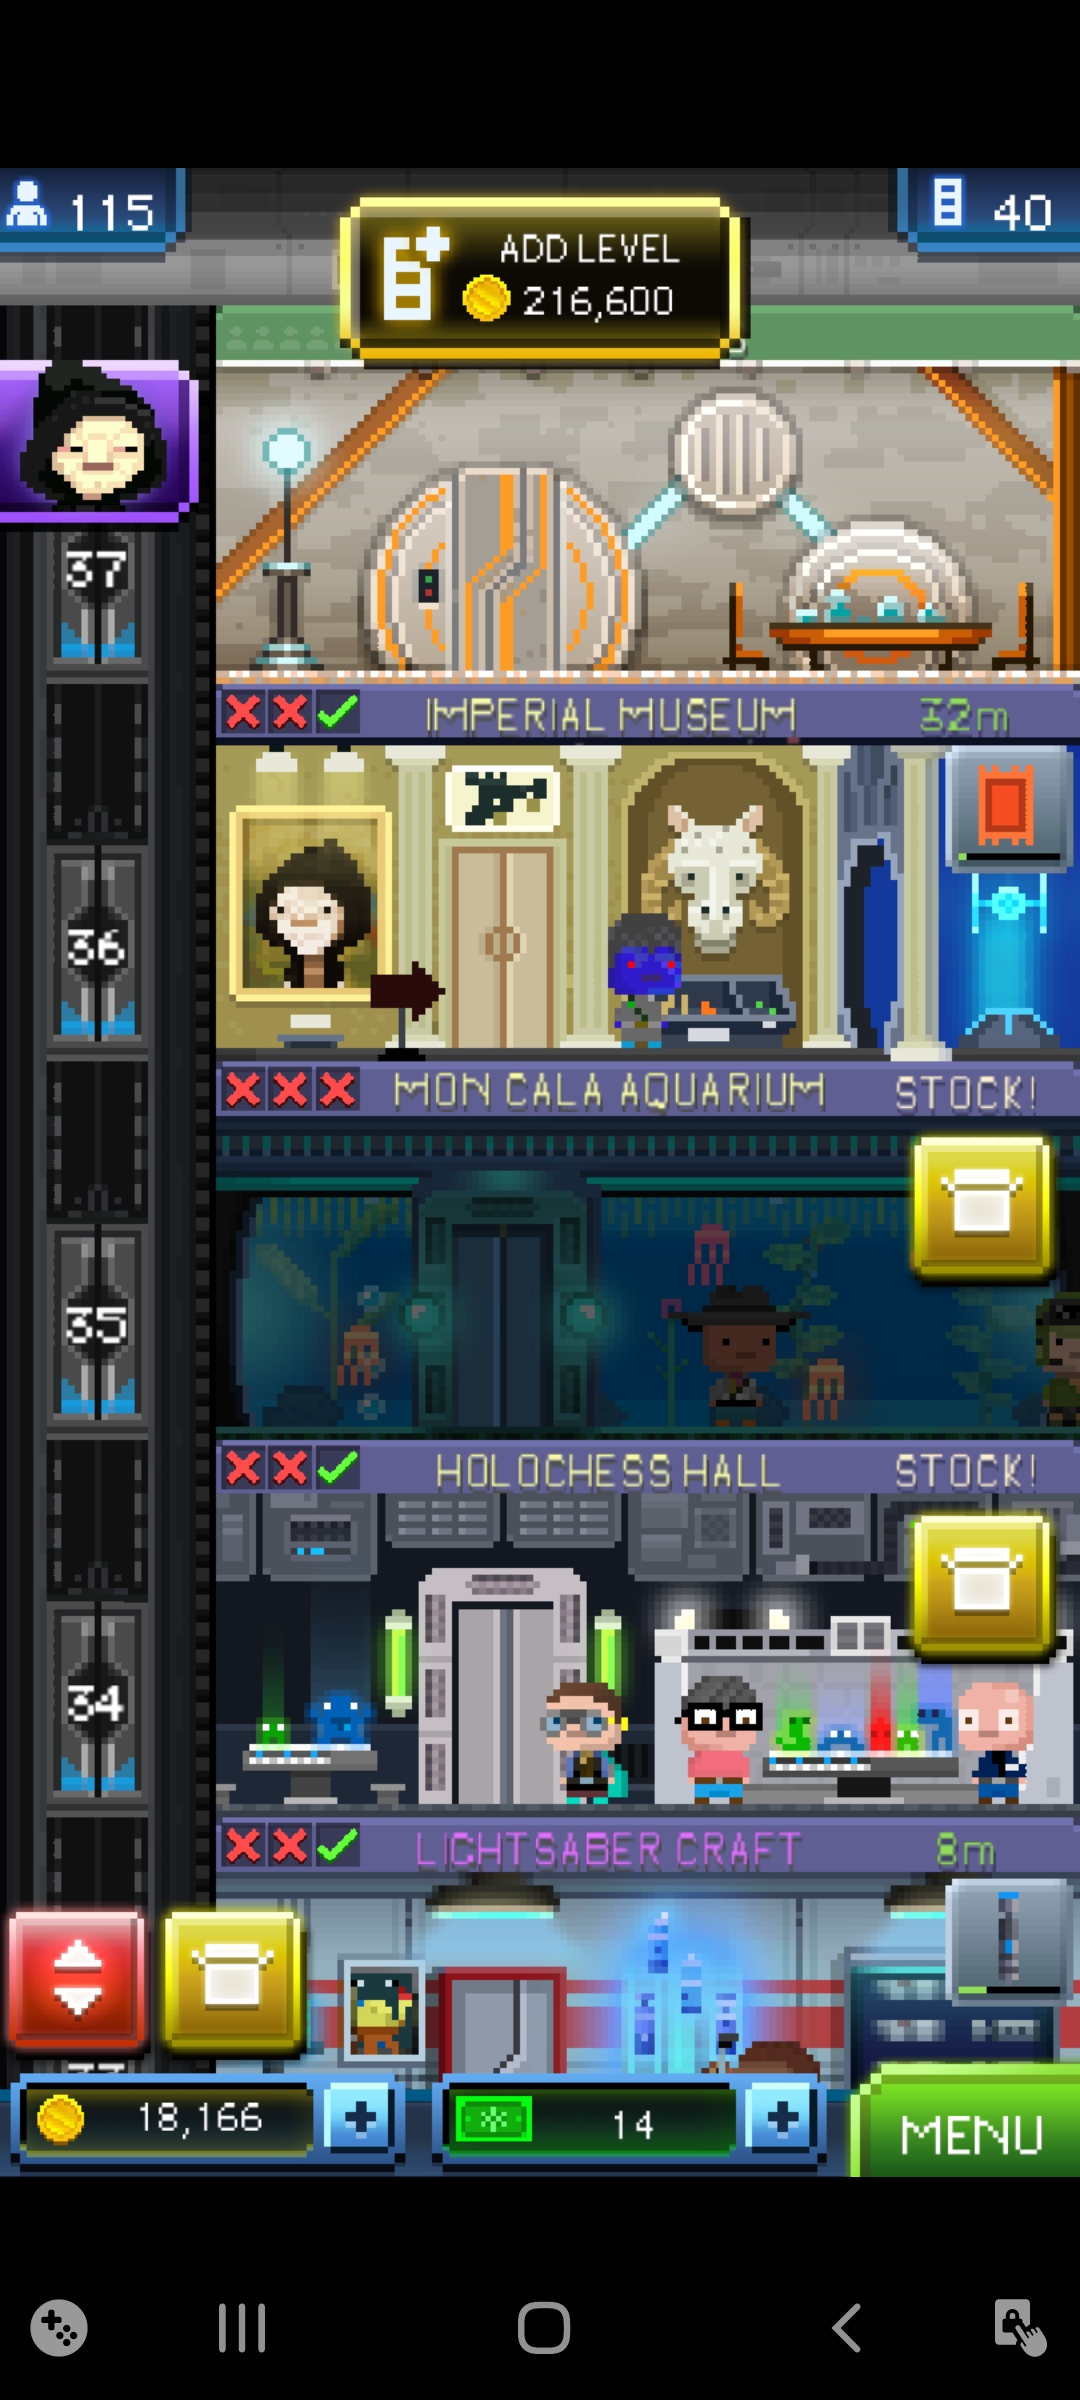 115
ADD LEVEL
216,600
40
37
IMPERIAL MUSEUM
32m
36
MON CALA AQUARIUM
STOCK!
35
HOLOCHESS HALL
STOCK!
34
LIGHTSABER CRAFT
8m
18,166
14
MENU